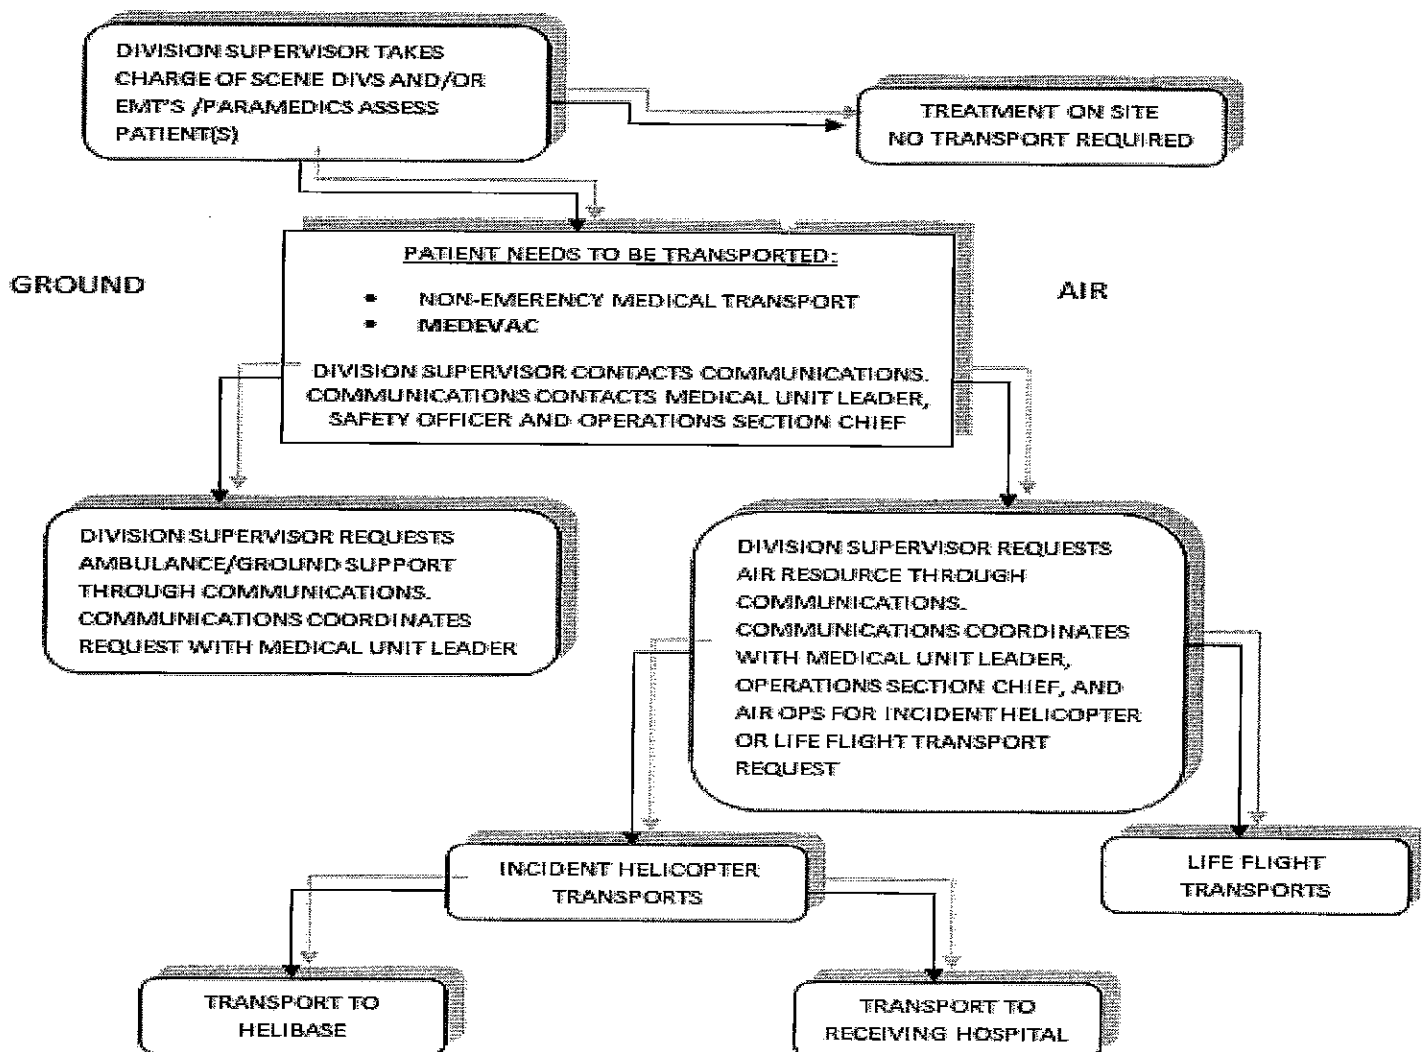 DIVISION SUPERVISOR TAKES
CHARGE OF SCENE DIVS AND/OR
EMT'S /PARAMEDICS ASSESS
PATIENT(S)
TREATMENT ON SITE
NO TRANSPORT REQUIRED
GROUND
PATIENT NEEDS TO BE TRANSPORTED:
• NON-EMERENCY MEDICAL TRANSPORT
• MEDEVAC
DIVISION SUPERVISOR CONTACTS COMMUNICATIONS.
COMMUNICATIONS CONTACTS MEDICAL UNIT LEADER,
SAFETY OFFICER AND OPERATIONS SECTION CHIEF
AIR
DIVISION SUPERVISOR REQUESTS
AMBULANCE/GROUND SUPPORT
THROUGH COMMUNICATIONS.
COMMUNICATIONS COORDINATES
REQUEST WITH MEDICAL UNIT LEADER
DIVISION SUPERVISOR REQUESTS
AIR RESOURCE THROUGH
COMMUNICATIONS.
COMMUNICATIONS COORDINATES
WITH MEDICAL UNIT LEADER,
OPERATIONS SECTION CHIEF, AND
AIR OPS FOR INCIDENT HELICOPTER
OR LIFE FLIGHT TRANSPORT
REQUEST
INCIDENT HELICOPTER
TRANSPORTS
LIFE FLIGHT
TRANSPORTS
TRANSPORT TO
HELIBASE
TRANSPORT TO
RECEIVING HOSPITAL